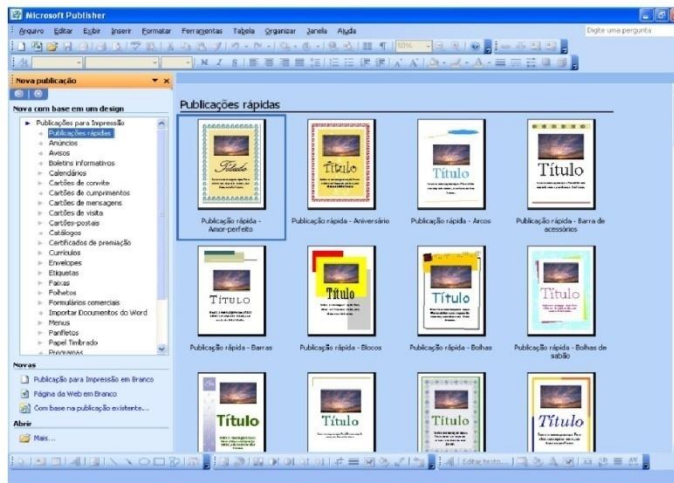 Microsoft Publisher
Arquivo Editar Exibir Inserir Formatar Ferramentas Tabela Organizar Janela Ajuda
Digite uma pergunta
Nova publicação
Nova com base em um design
Publicações para Impressão
Publicações rápidas
Anúncios
Avisos
Boletins informativos
Calendários
Cartões de convite
Cartões de cumprimentos
Cartões de mensagens
Cartões de visita
Cartões-postais
Catálogos
Certificados de premiação
Currículos
Envelopes
Etiquetas
Faixas
Folhetos
Formulários comerciais
Importar Documentos do Word
Menus
Panfletos
Papel Timbrado
Programas
Novas
Publicação para Impressão em Branco
Página da Web em Branco
Com base na publicação existente...
Abrir
Mais...
Publicações rápidas
Título
Título
Título
Título
Publicação rápida - Amor-perfeito
Publicação rápida - Aniversário
Publicação rápida - Arcos
Publicação rápida - Barra de acessórios
Título
Título
Título
Título
Publicação rápida - Barras
Publicação rápida - Blocos
Publicação rápida - Bolhas
Publicação rápida - Bolhas de sabão
Título
Título
Título
Título